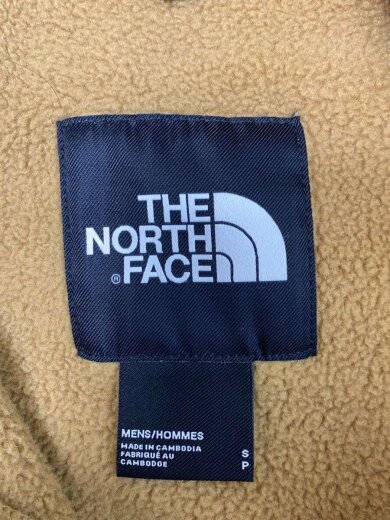 THE
NORTH
® FACE
MENS/HOMMES
MADE IN CAMBODIA S
FABRIQUÉ AU P
CAMBODGE